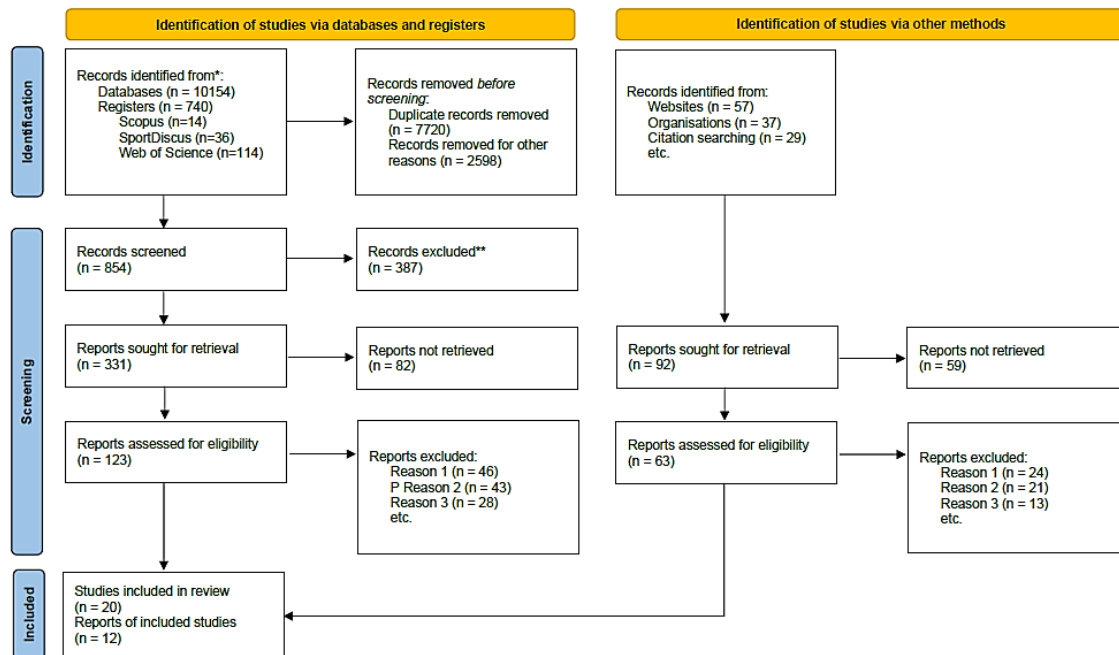 Identification of studies via databases and registers
Identification of studies via other methods
Identification
Records identified from*:
Databases (n = 10154)
Registers (n = 740)
Scopus (n=14)
SportDiscus (n=36)
Web of Science (n=114)
Records removed before
screening:
Duplicate records removed
(n = 7720)
Records removed for other
reasons (n = 2598)
Records identified from:
Websites (n = 57)
Organisations (n = 37)
Citation searching (n = 29)
etc.
Screening
Records screened
(n = 854)
Records excluded**
(n = 387)
Reports sought for retrieval
(n = 331)
Reports not retrieved
(n = 82)
Reports sought for retrieval
(n = 92)
Reports not retrieved
(n = 59)
Reports assessed for eligibility
(n = 123)
Reports excluded:
Reason 1 (n = 46)
P Reason 2 (n = 43)
Reason 3 (n = 28)
etc.
Reports assessed for eligibility
(n = 63)
Reports excluded:
Reason 1 (n = 24)
Reason 2 (n = 21)
Reason 3 (n = 13)
etc.
Included
Studies included in review
(n = 20)
Reports of included studies
(n = 12)